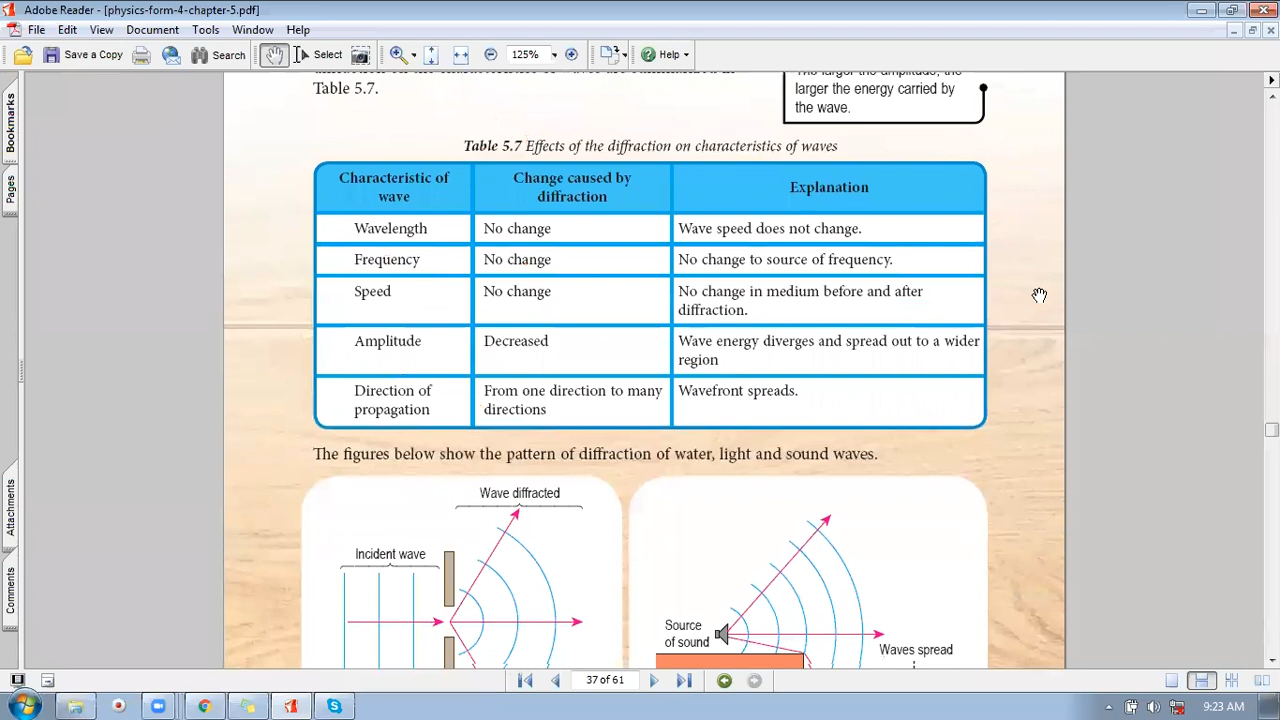 Adobe Reader - [physics-form-4-chapter-5.pdf]
File Edit View Document Tools Window Help
Save a Copy Search Select 125% Help
Bookmarks
Pages
Attachments
Comments
Table 5.7.
larger the energy carried by
the wave.
Table 5.7 Effects of the diffraction on characteristics of waves
Characteristic of
wave
Change caused by
diffraction
Explanation
Wavelength No change Wave speed does not change.
Frequency No change No change to source of frequency.
Speed No change No change in medium before and after
diffraction.
Amplitude Decreased Wave energy diverges and spread out to a wider
region
Direction of
propagation
From one direction to many
directions
Wavefront spreads.
The figures below show the pattern of diffraction of water, light and sound waves.
Wave diffracted
Incident wave
Source
of sound
Waves spread
37 of 61
9:23 AM